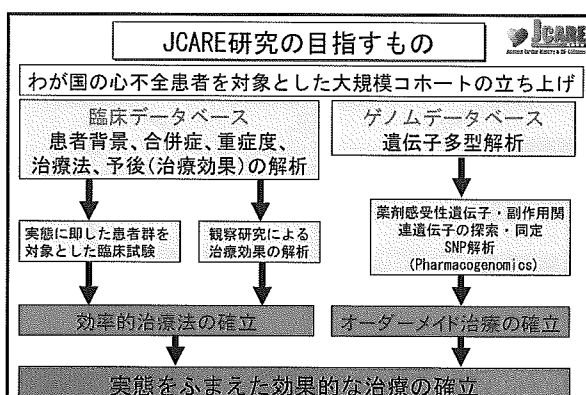 JCARE研究の目指すもの
JCARE
わが国の心不全患者を対象とした大規模コホートの立ち上げ
臨床データベース
患者背景、合併症、重症度、
治療法、予後(治療効果)の解析
ゲノムデータベース
遺伝子多型解析
実態に即した患者群を
対象とした臨床試験
観察研究による
治療効果の解析
薬剤感受性遺伝子・副作用関
連遺伝子の探索・同定
SNP解析
(Pharmacogenomics)
効率的治療法の確立
オーダーメイド治療の確立
実態をふまえた効果的な治療の確立